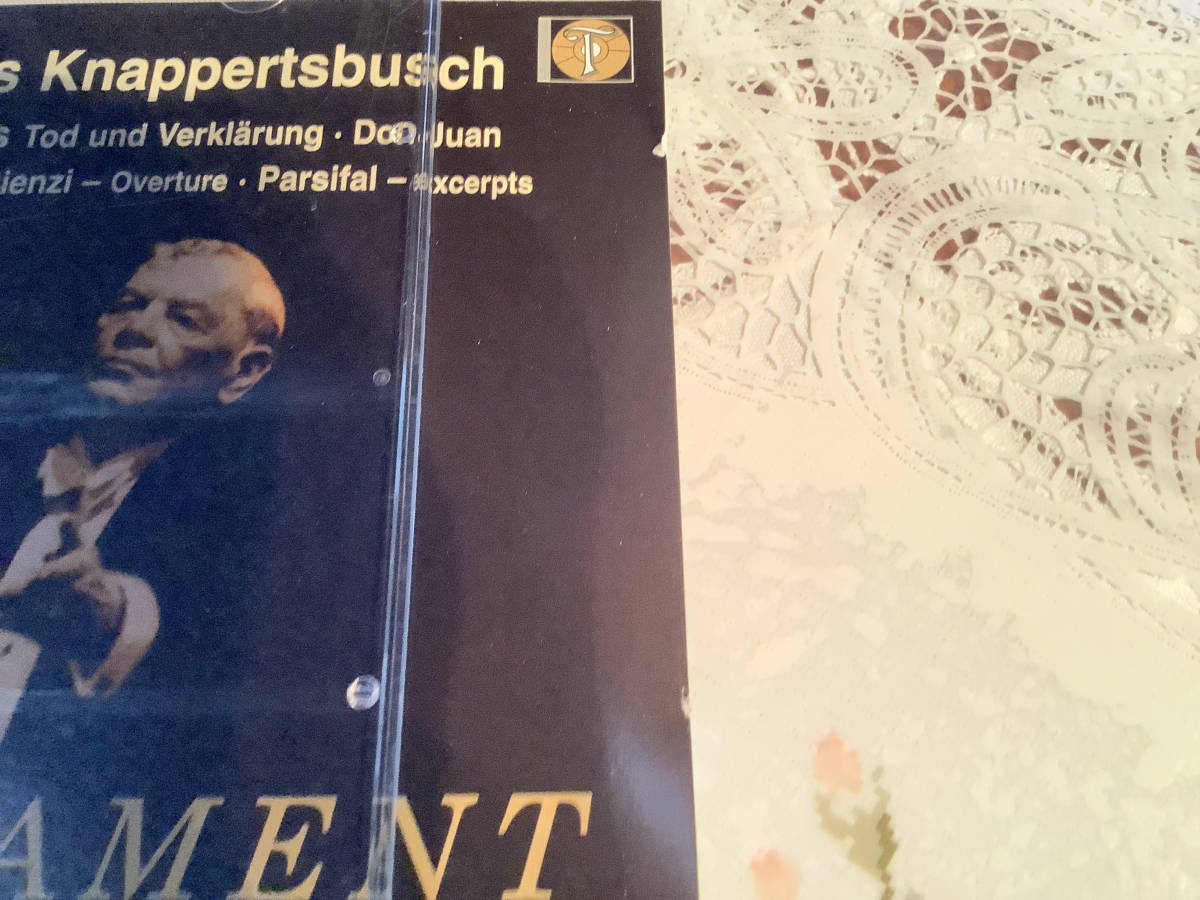 s Knappertsbusch
T
s Tod und Verklärung · Don Juan
ienzi – Overture · Parsifal – excerpts
AMENT